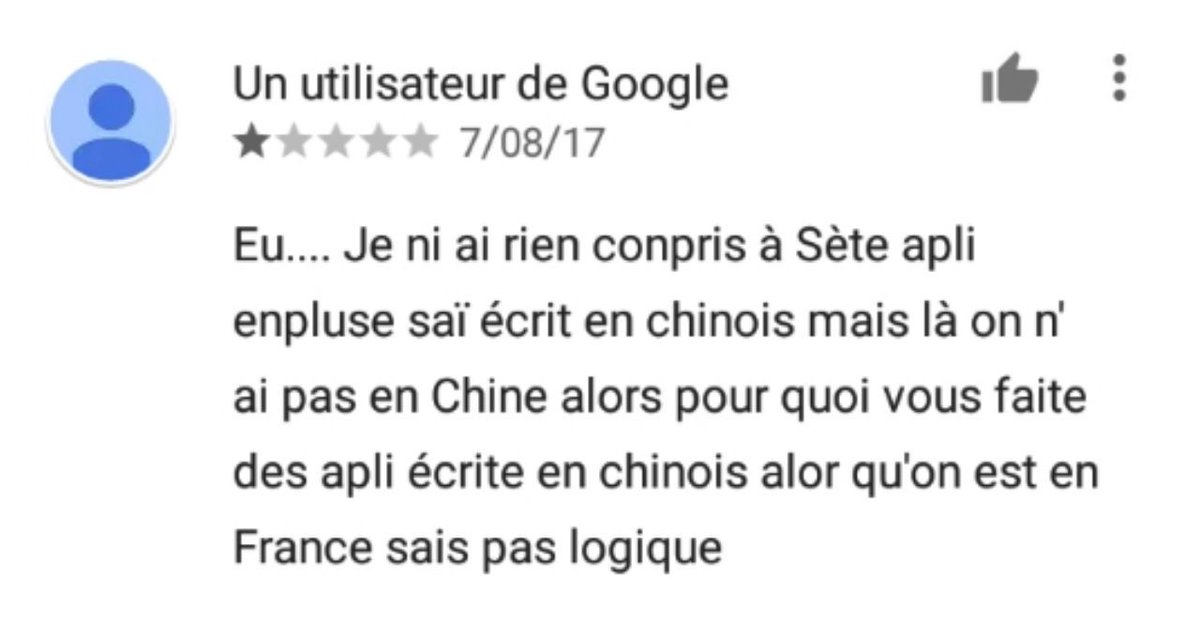 Un utilisateur de Google
7/08/17
Eu.... Je ni ai rien conpris à Sète apli
enpluse saï écrit en chinois mais là on n'
ai pas en Chine alors pour quoi vous faite
des apli écrite en chinois alor qu'on est en
France sais pas logique